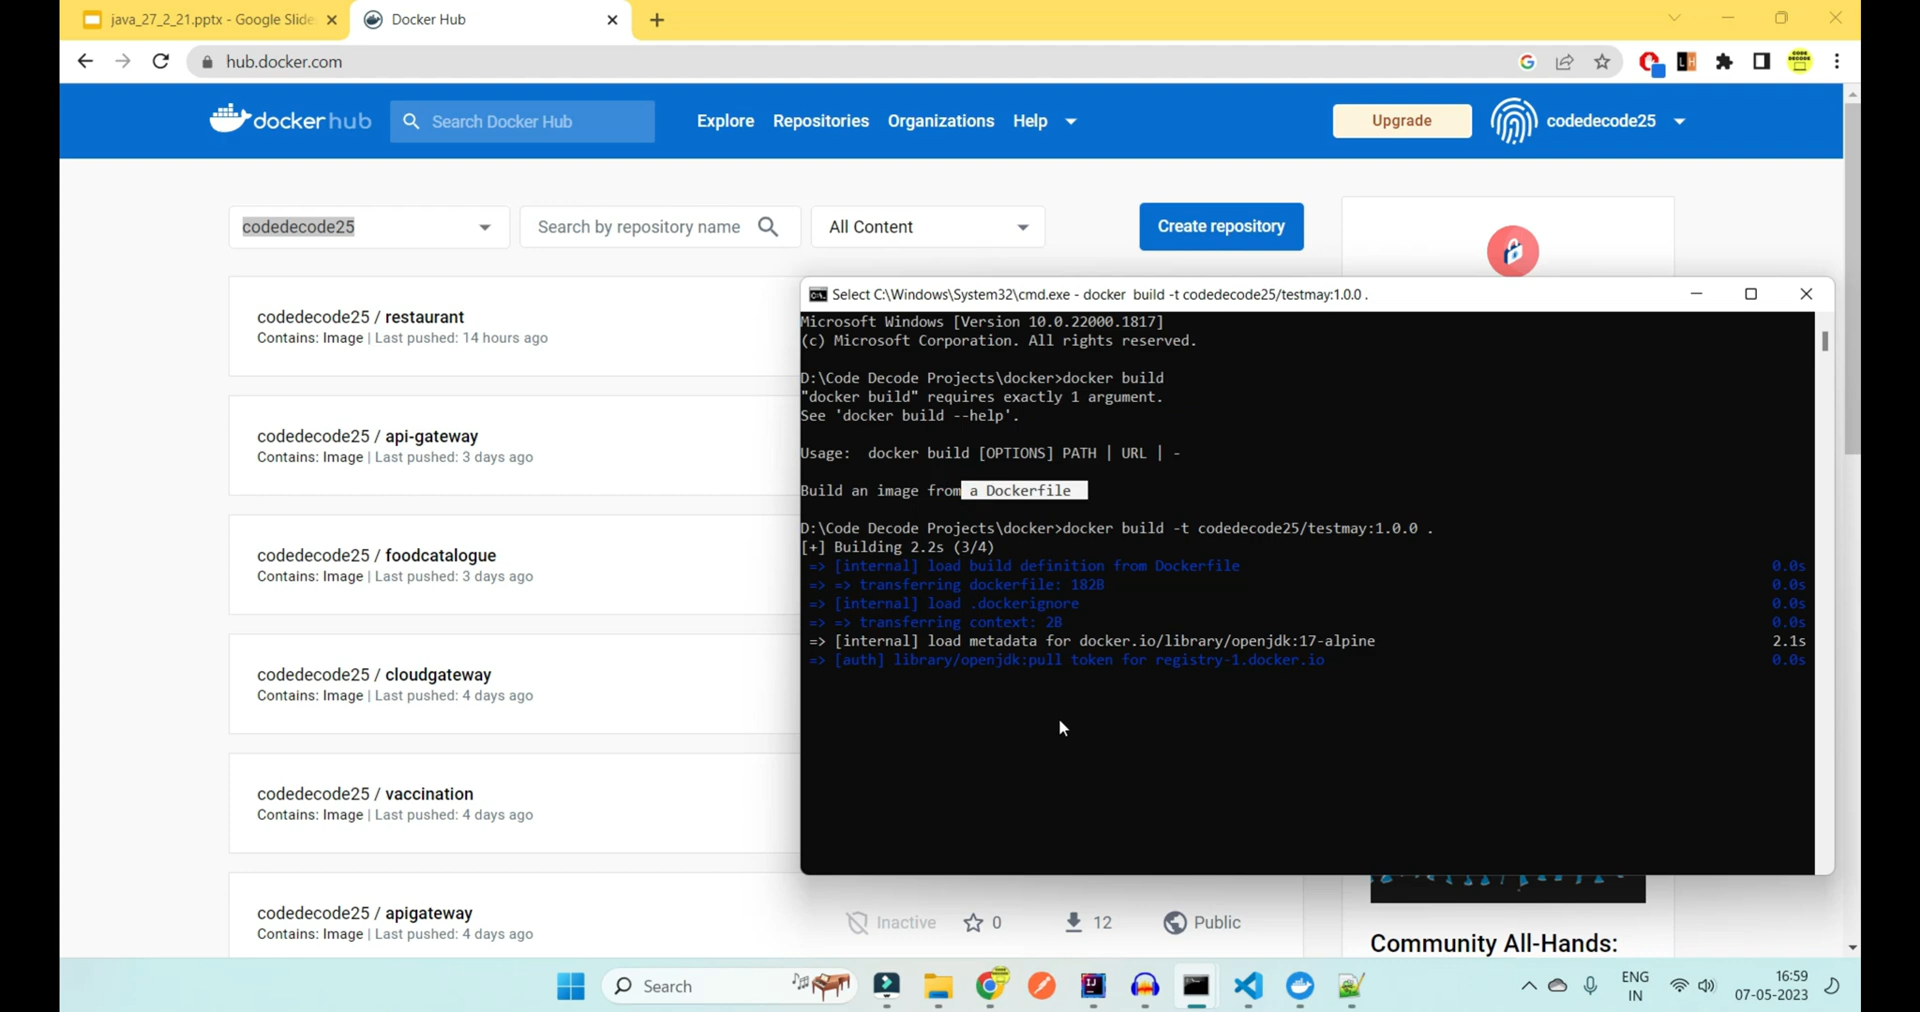 java_27_2_21.pptx - Google Slide
Docker Hub
hub.docker.com
docker hub
Search Docker Hub
Explore
Repositories
Organizations
Help
Upgrade
codedecode25
codedecode25
Search by repository name
All Content
Create repository
codedecode25 / restaurant
Contains: Image | Last pushed: 14 hours ago
codedecode25 / api-gateway
Contains: Image | Last pushed: 3 days ago
codedecode25 / foodcatalogue
Contains: Image | Last pushed: 3 days ago
codedecode25 / cloudgateway
Contains: Image | Last pushed: 4 days ago
codedecode25 / vaccination
Contains: Image | Last pushed: 4 days ago
codedecode25 / apigateway
Contains: Image | Last pushed: 4 days ago
Inactive
0
12
Public
Community All-Hands:
Select C:\Windows\System32\cmd.exe - docker build -t codedecode25/testmay:1.0.0 .
Microsoft Windows [Version 10.0.22000.1817]
(c) Microsoft Corporation. All rights reserved.
D:\Code Decode Projects\docker>docker build
"docker build" requires exactly 1 argument.
See 'docker build --help'.
Usage:  docker build [OPTIONS] PATH | URL | -
Build an image from a Dockerfile
D:\Code Decode Projects\docker>docker build -t codedecode25/testmay:1.0.0 .
[+] Building 2.2s (3/4)
=> [internal] load build definition from Dockerfile 0.0s
=> => transferring dockerfile: 182B 0.0s
=> [internal] load .dockerignore 0.0s
=> => transferring context: 2B 0.0s
=> [internal] load metadata for docker.io/library/openjdk:17-alpine 2.1s
=> [auth] library/openjdk:pull token for registry-1.docker.io 0.0s
Search
ENG
IN
16:59
07-05-2023